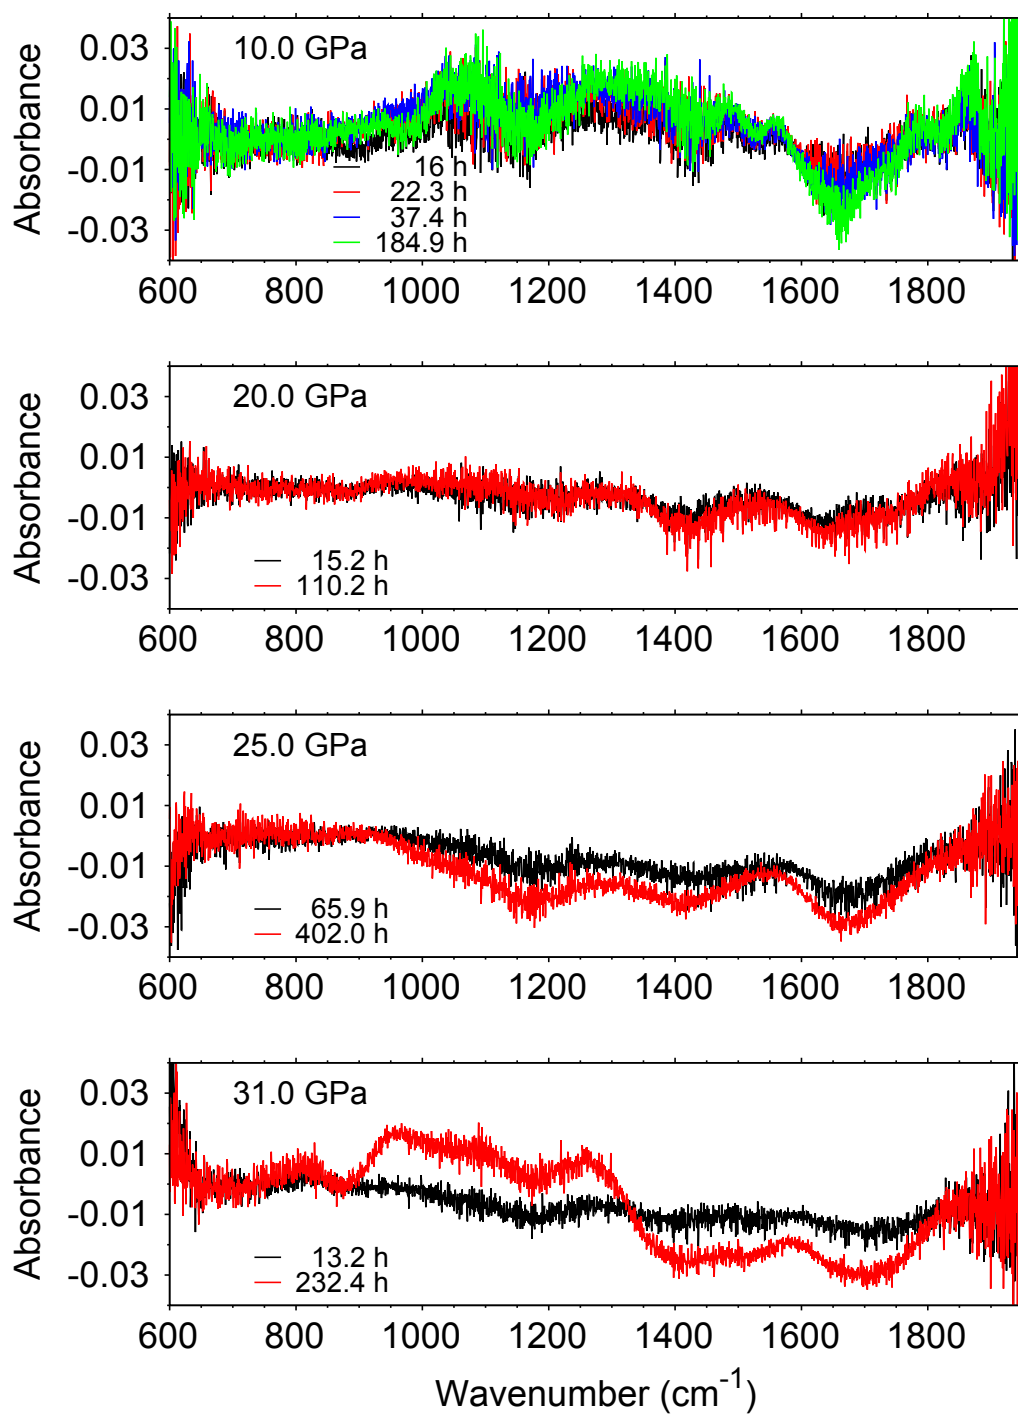 0.03
0.01
-0.01
-0.03
Absorbance
10.0 GPa
16 h
22.3 h
37.4 h
184.9 h
600 800 1000 1200 1400 1600 1800
0.03
0.01
-0.01
-0.03
Absorbance
20.0 GPa
15.2 h
110.2 h
600 800 1000 1200 1400 1600 1800
0.03
0.01
-0.01
-0.03
Absorbance
25.0 GPa
65.9 h
402.0 h
600 800 1000 1200 1400 1600 1800
0.03
0.01
-0.01
-0.03
Absorbance
31.0 GPa
13.2 h
232.4 h
600 800 1000 1200 1400 1600 1800
Wavenumber (cm⁻¹)